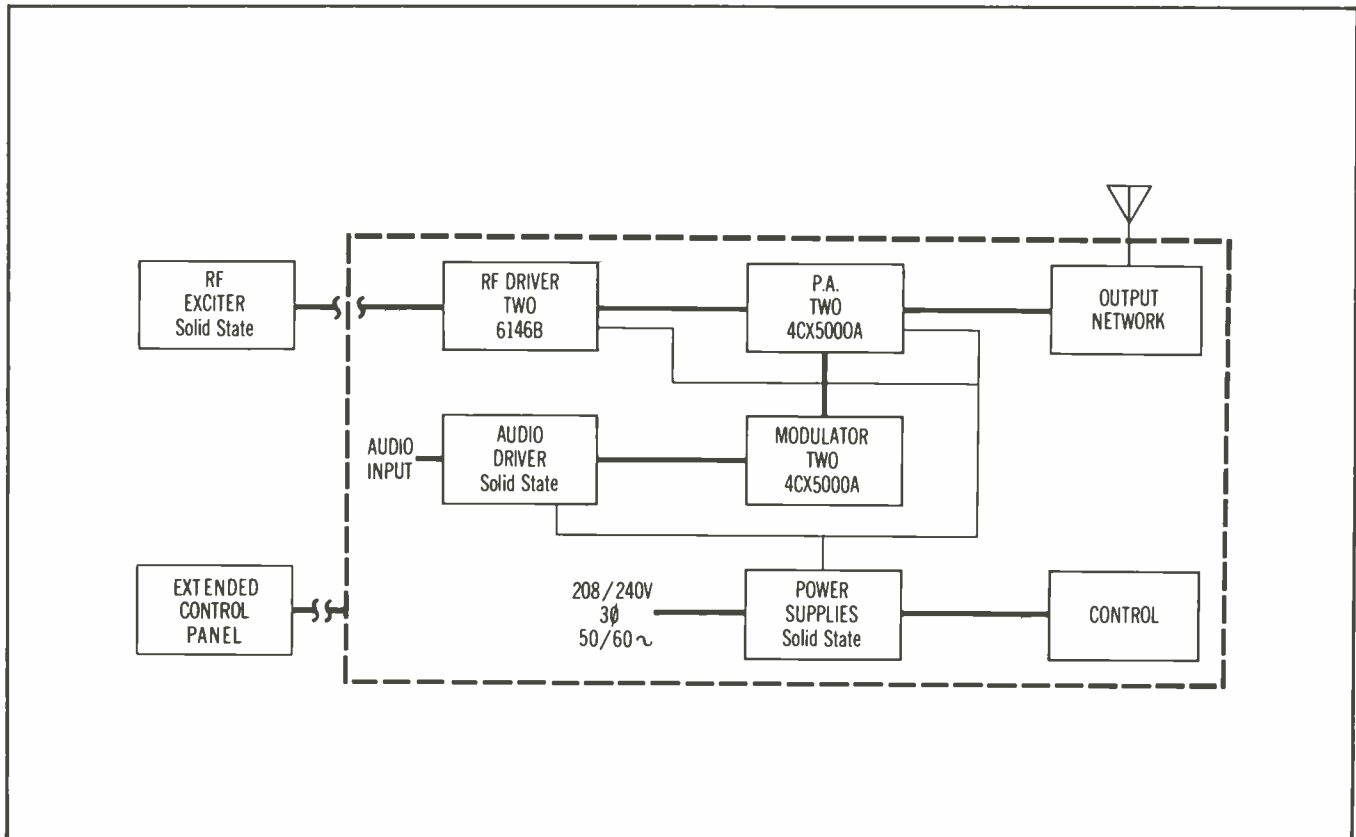 RF
EXCITER
Solid State
RF DRIVER
TWO
6146B
P.A.
TWO
4CX5000A
OUTPUT
NETWORK
AUDIO
INPUT
AUDIO
DRIVER
Solid State
MODULATOR
TWO
4CX5000A
EXTENDED
CONTROL
PANEL
208/240V
3Ø
50/60~
POWER
SUPPLIES
Solid State
CONTROL